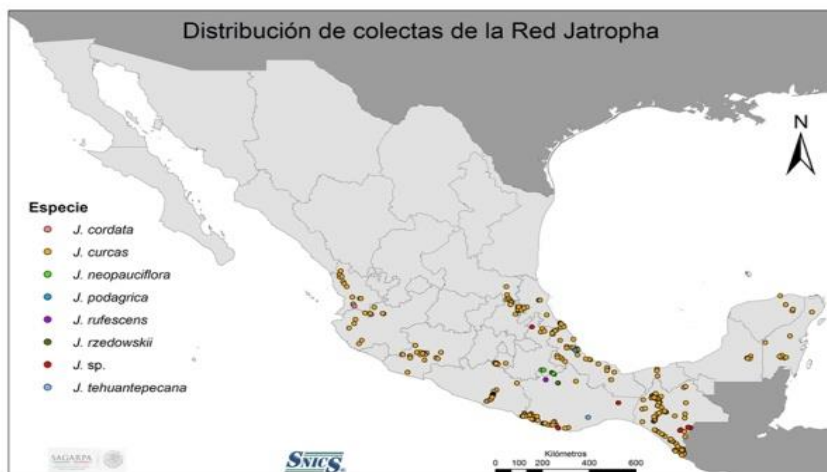 Distribución de colectas de la Red Jatropha
N
Especie
J. cordata
J. curcas
J. neopauciflora
J. podagrica
J. rufescens
J. rzedowskii
J. sp.
J. tehuantepecana
SAGARPA
SNICS
Kilómetros
0 100 200 400 600